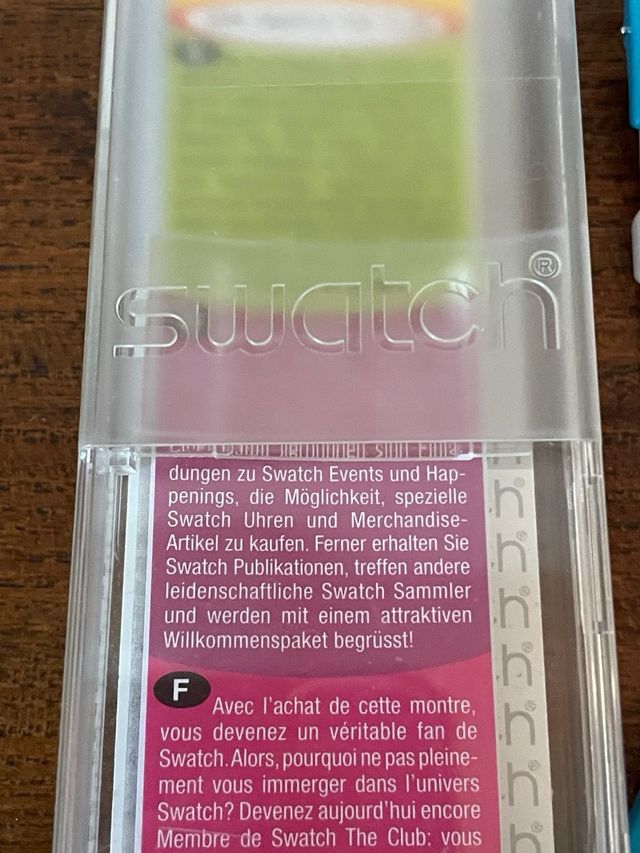 swatch®
dungen zu Swatch Events und Hap-
penings, die Möglichkeit, spezielle
Swatch Uhren und Merchandise-
Artikel zu kaufen. Ferner erhalten Sie
Swatch Publikationen, treffen andere
leidenschaftliche Swatch Sammler
und werden mit einem attraktiven
Willkommenspaket begrüsst!
F
Avec l'achat de cette montre,
vous devenez un véritable fan de
Swatch. Alors, pourquoi ne pas pleine-
ment vous immerger dans l'univers
Swatch? Devenez aujourd'hui encore
Membre de Swatch The Club: vous
h®
h®
h®
h®
h®
h®
h